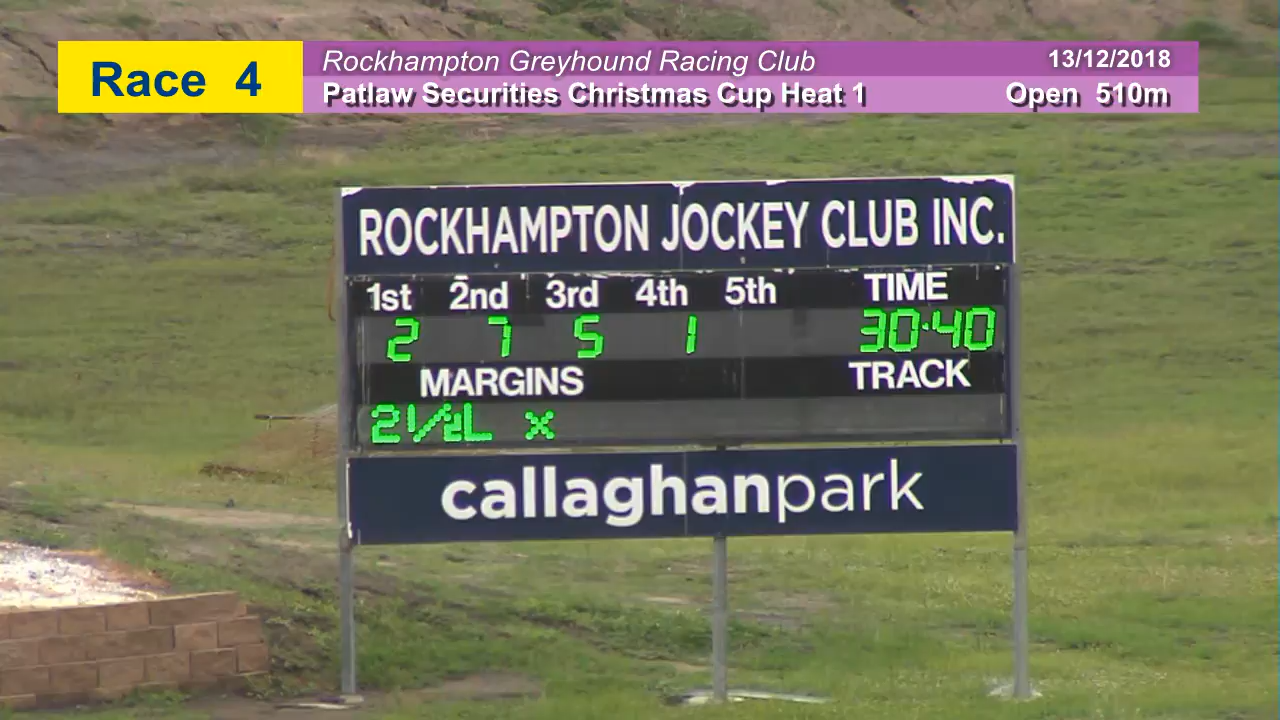 Race 4
Rockhampton Greyhound Racing Club 13/12/2018
Patlaw Securities Christmas Cup Heat 1 Open 510m
ROCKHAMPTON JOCKEY CLUB INC.
1st 2nd 3rd 4th 5th TIME
2 7 5 1 30.40
MARGINS TRACK
2 1/2L x
callaghanpark